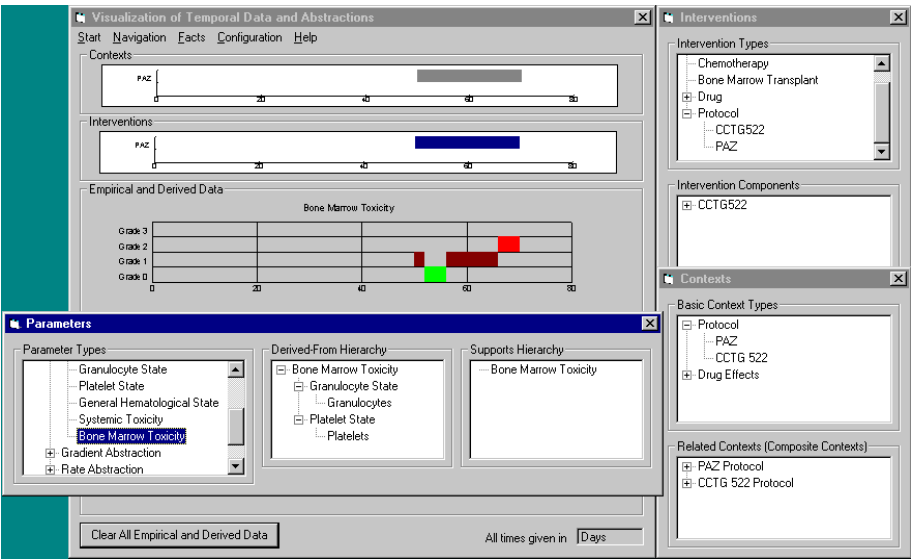 Visualization of Temporal Data and Abstractions
Start Navigation Facts Configuration Help
Contexts
PAZ
0 20 40 60 80
Interventions
PAZ
0 20 40 60 80
Empirical and Derived Data
Bone Marrow Toxicity
Grade 3
Grade 2
Grade 1
Grade 0
0 20 40 60 80
Clear All Empirical and Derived Data
All times given in Days
Interventions
Intervention Types
Chemotherapy
Bone Marrow Transplant
Drug
Protocol
CCTG522
PAZ
Intervention Components
CCTG522
Contexts
Basic Context Types
Protocol
PAZ
CCTG 522
Drug Effects
Related Contexts (Composite Contexts)
PAZ Protocol
CCTG 522 Protocol
Parameters
Parameter Types
Granulocyte State
Platelet State
General Hematological State
Systemic Toxicity
Bone Marrow Toxicity
Gradient Abstraction
Rate Abstraction
Derived-From Hierarchy
Bone Marrow Toxicity
Granulocyte State
Granulocytes
Platelet State
Platelets
Supports Hierarchy
Bone Marrow Toxicity